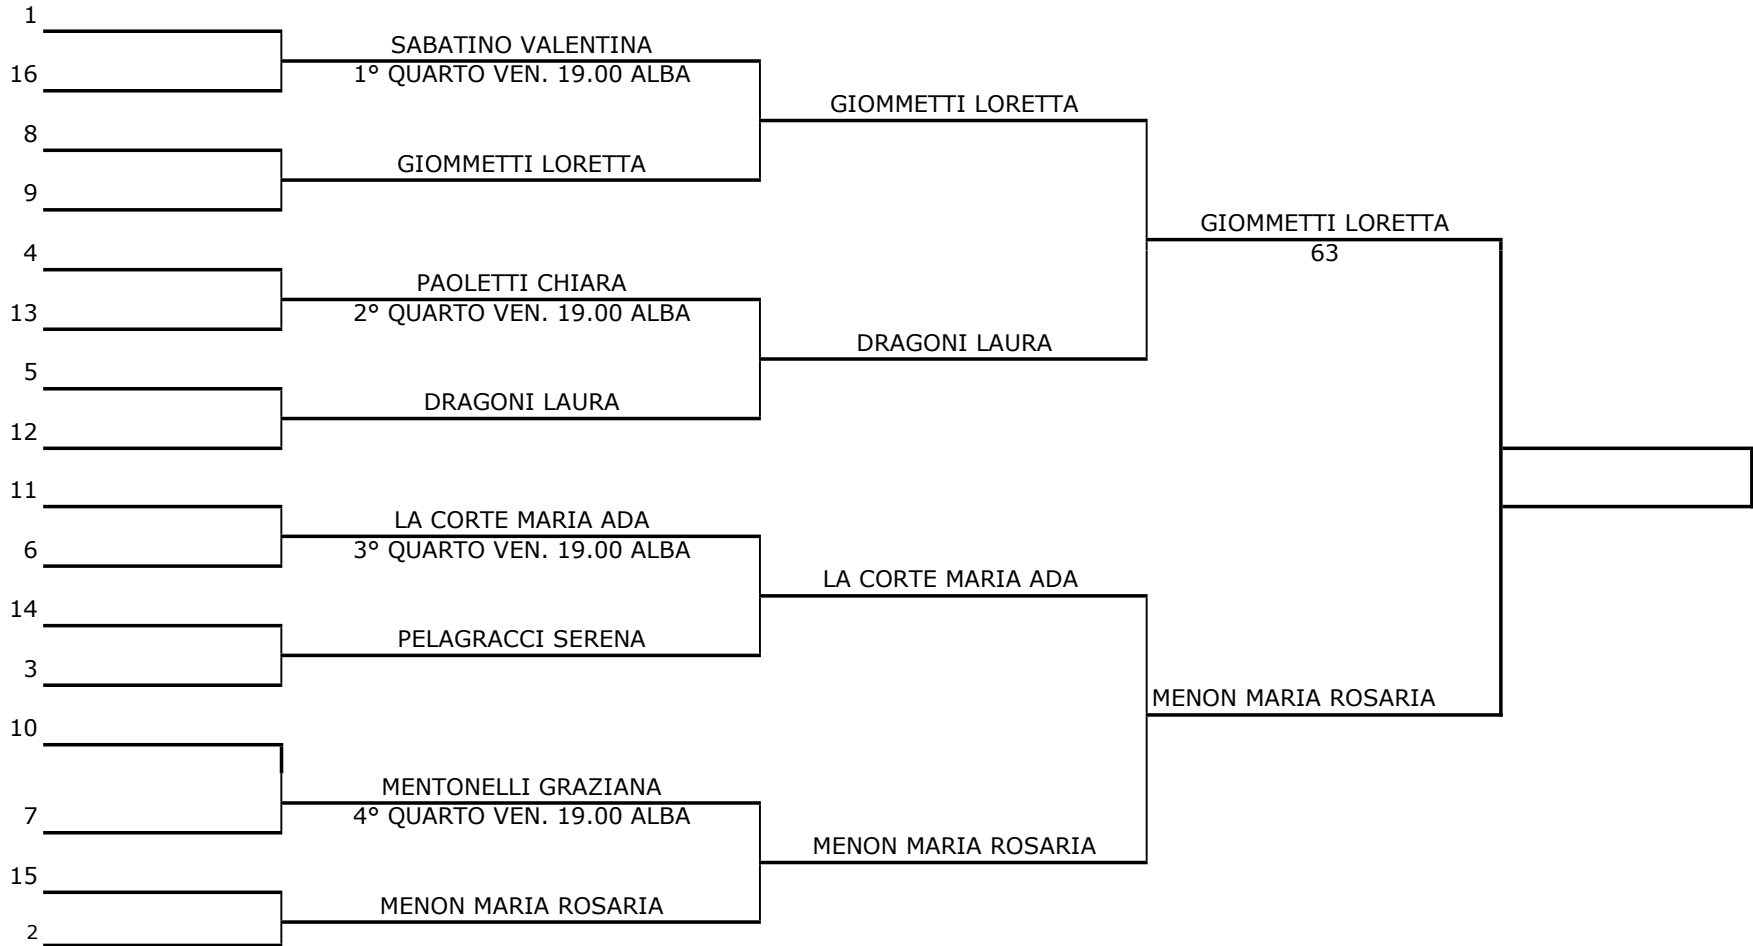 1
SABATINO VALENTINA
16
1° QUARTO VEN. 19.00 ALBA
GIOMMETTI LORETTA
8
GIOMMETTI LORETTA
9
GIOMMETTI LORETTA
63
4
PAOLETTI CHIARA
13
2° QUARTO VEN. 19.00 ALBA
DRAGONI LAURA
5
DRAGONI LAURA
12
11
LA CORTE MARIA ADA
6
3° QUARTO VEN. 19.00 ALBA
LA CORTE MARIA ADA
14
PELAGRACCI SERENA
3
MENON MARIA ROSARIA
10
MENTONELLI GRAZIANA
7
4° QUARTO VEN. 19.00 ALBA
MENON MARIA ROSARIA
15
MENON MARIA ROSARIA
2